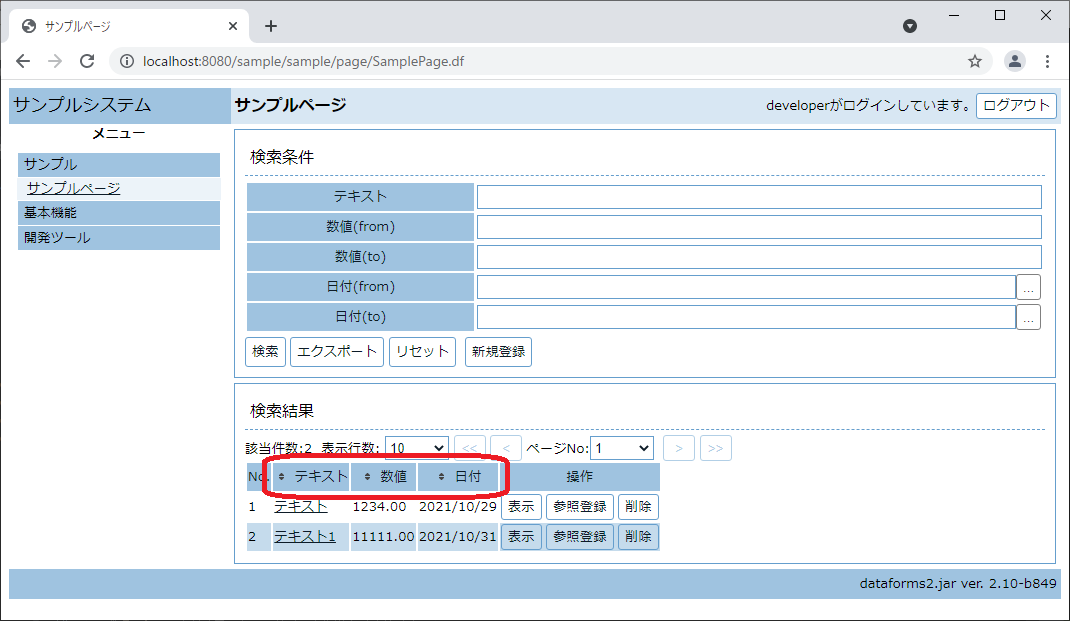 サンプルページ
localhost:8080/sample/sample/page/SamplePage.df
サンプルシステム
サンプルページ
developerがログインしています。 ログアウト
メニュー
サンプル
サンプルページ
基本機能
開発ツール
検索条件
テキスト
数値(from)
数値(to)
日付(from) ...
日付(to) ...
検索 エクスポート リセット 新規登録
検索結果
該当件数:2 表示行数: 10 << < ページNo: 1 > >>
No. テキスト 数値 日付 操作
1 テキスト 1234.00 2021/10/29 表示 参照登録 削除
2 テキスト1 11111.00 2021/10/31 表示 参照登録 削除
dataforms2.jar ver. 2.10-b849